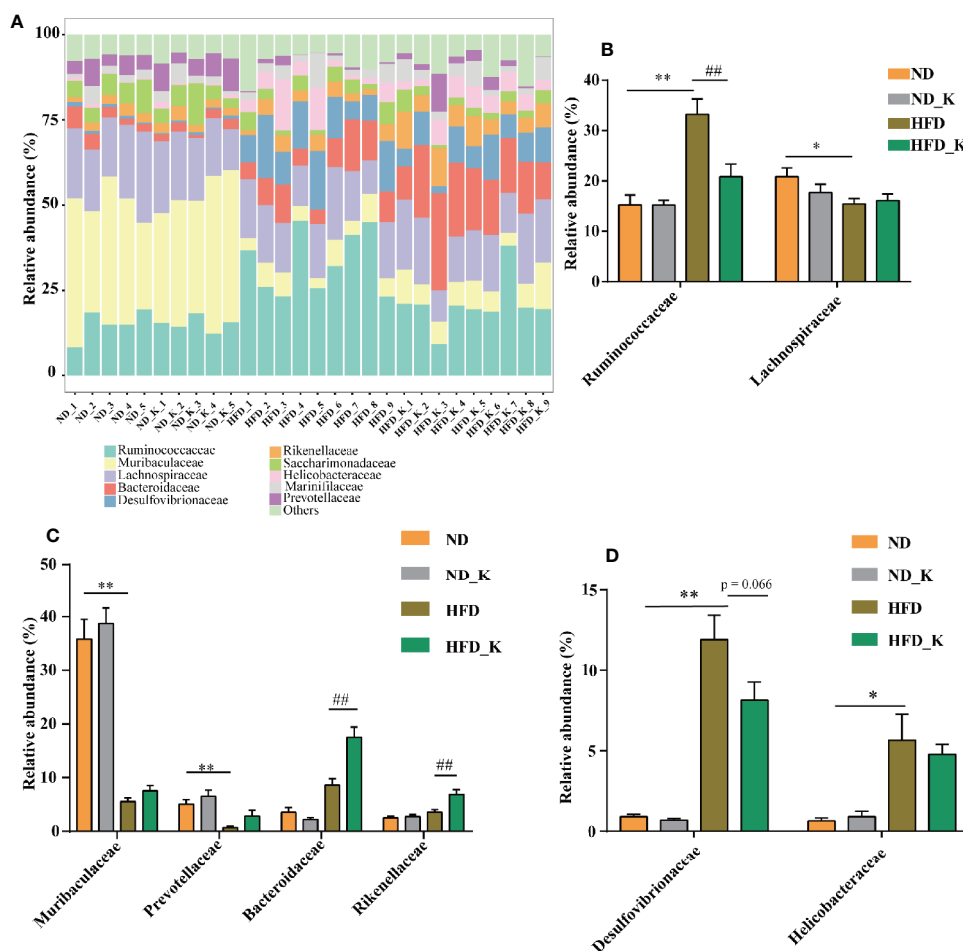 A
100
75
50
25
0
Relative abundance (%)
ND_1
ND_2
ND_3
ND_4
ND_5
ND_K_1
ND_K_2
ND_K_3
ND_K_4
ND_K_5
HFD_1
HFD_2
HFD_3
HFD_4
HFD_5
HFD_6
HFD_7
HFD_8
HFD_9
HFD_K_1
HFD_K_2
HFD_K_3
HFD_K_4
HFD_K_5
HFD_K_6
HFD_K_7
HFD_K_8
HFD_K_9
Ruminococcaccae
Muribaculaceae
Lachnospiraceae
Bacteroidaceae
Desulfovibrionaceae
Rikenellaceae
Saccharimonadaceae
Helicobacteraceae
Marinifilaceae
Prevotellaceae
Others
B
40
30
20
10
0
Relative abundance (%)
**
##
*
ND
ND_K
HFD
HFD_K
Ruminococcaceae
Lachnospiraceae
C
50
40
30
20
10
0
Relative abundance (%)
**
**
##
##
ND
ND_K
HFD
HFD_K
Muribaculaceae
Prevotellaceae
Bacteroidaceae
Rikenellaceae
D
15
10
5
0
Relative abundance (%)
**
p = 0.066
*
ND
ND_K
HFD
HFD_K
Desulfovibrionaceae
Helicobacteraceae